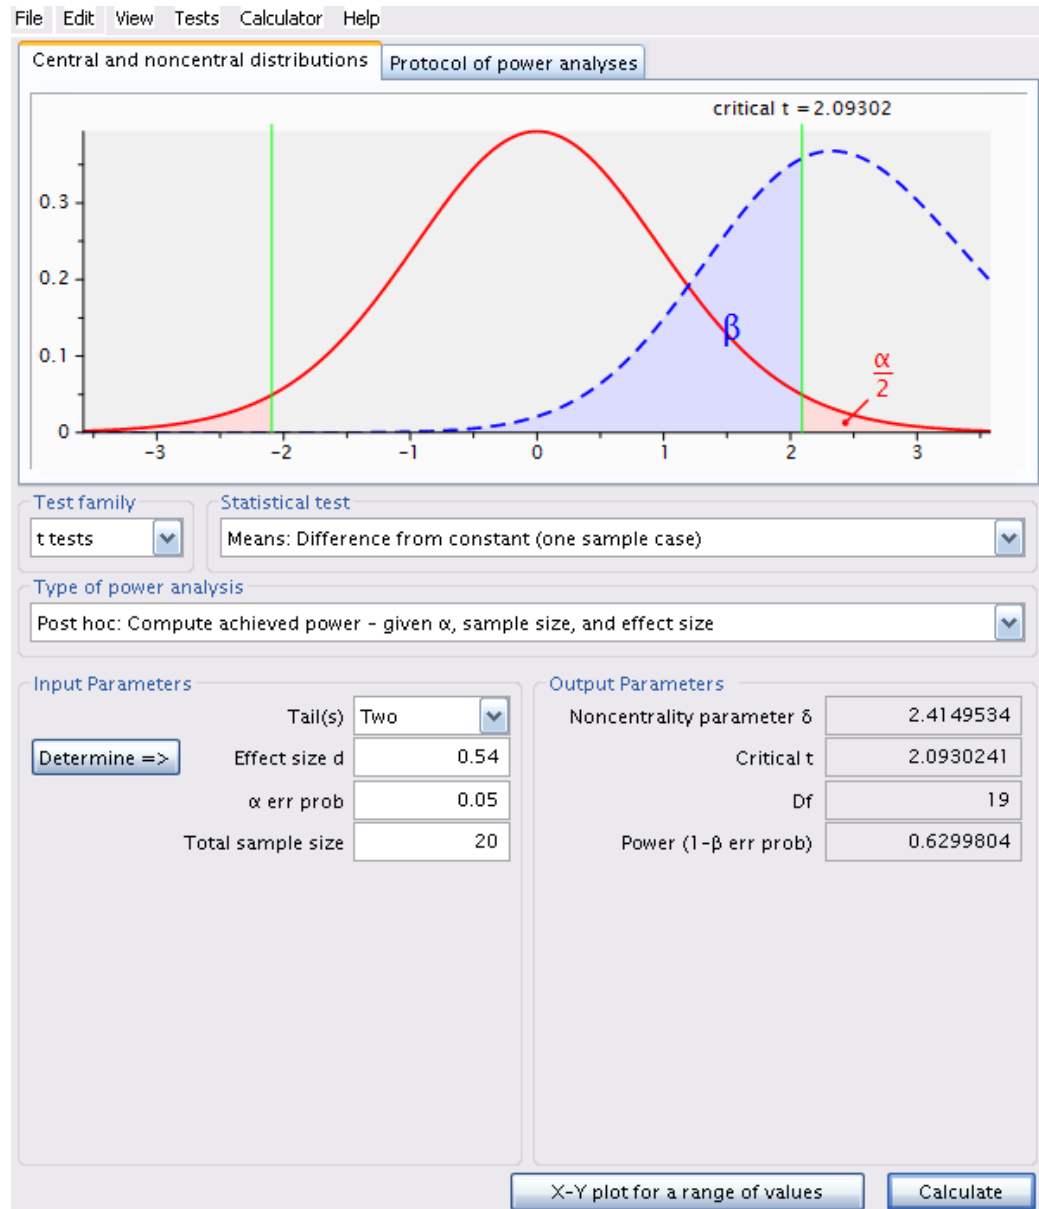 File Edit View Tests Calculator Help
Central and noncentral distributions Protocol of power analyses
critical t = 2.09302
0.3
0.2
0.1
0
β
α
2
-3 -2 -1 0 1 2 3
Test family Statistical test
t tests Means: Difference from constant (one sample case)
Type of power analysis
Post hoc: Compute achieved power – given α, sample size, and effect size
Input Parameters Output Parameters
Tail(s) Two Noncentrality parameter δ 2.4149534
Determine => Effect size d 0.54 Critical t 2.0930241
α err prob 0.05 Df 19
Total sample size 20 Power (1-β err prob) 0.6299804
X-Y plot for a range of values Calculate